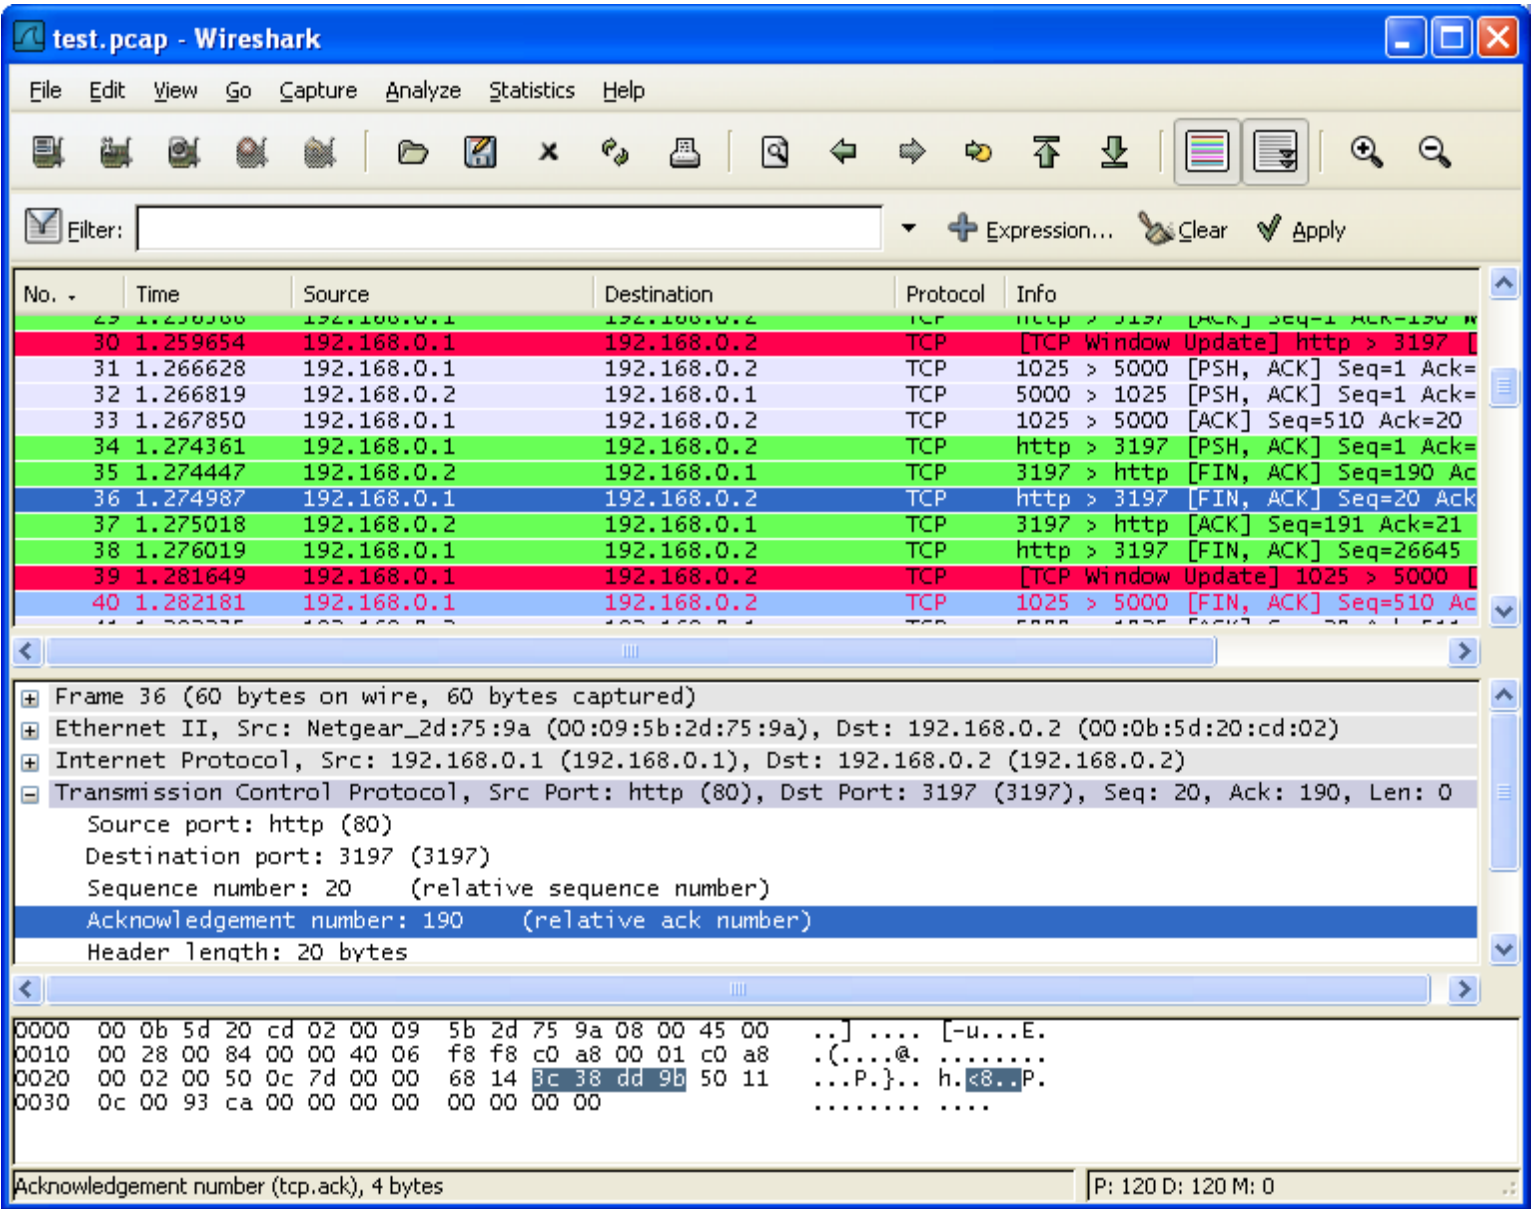 test.pcap - Wireshark
File Edit View Go Capture Analyze Statistics Help
Filter: Expression... Clear Apply
No. Time Source Destination Protocol Info
29 1.256588 192.168.0.1 192.168.0.2 TCP http > 3197 [ACK] Seq=1 Ack=190 W
30 1.259654 192.168.0.1 192.168.0.2 TCP [TCP Window Update] http > 3197 [
31 1.266628 192.168.0.1 192.168.0.2 TCP 1025 > 5000 [PSH, ACK] Seq=1 Ack=
32 1.266819 192.168.0.2 192.168.0.1 TCP 5000 > 1025 [PSH, ACK] Seq=1 Ack=
33 1.267850 192.168.0.1 192.168.0.2 TCP 1025 > 5000 [ACK] Seq=510 Ack=20
34 1.274361 192.168.0.1 192.168.0.2 TCP http > 3197 [PSH, ACK] Seq=1 Ack=
35 1.274447 192.168.0.2 192.168.0.1 TCP 3197 > http [FIN, ACK] Seq=190 Ac
36 1.274987 192.168.0.1 192.168.0.2 TCP http > 3197 [FIN, ACK] Seq=20 Ack
37 1.275018 192.168.0.2 192.168.0.1 TCP 3197 > http [ACK] Seq=191 Ack=21
38 1.276019 192.168.0.1 192.168.0.2 TCP http > 3197 [FIN, ACK] Seq=26645
39 1.281649 192.168.0.1 192.168.0.2 TCP [TCP Window Update] 1025 > 5000 [
40 1.282181 192.168.0.1 192.168.0.2 TCP 1025 > 5000 [FIN, ACK] Seq=510 Ac
Frame 36 (60 bytes on wire, 60 bytes captured)
Ethernet II, Src: Netgear_2d:75:9a (00:09:5b:2d:75:9a), Dst: 192.168.0.2 (00:0b:5d:20:cd:02)
Internet Protocol, Src: 192.168.0.1 (192.168.0.1), Dst: 192.168.0.2 (192.168.0.2)
Transmission Control Protocol, Src Port: http (80), Dst Port: 3197 (3197), Seq: 20, Ack: 190, Len: 0
Source port: http (80)
Destination port: 3197 (3197)
Sequence number: 20 (relative sequence number)
Acknowledgement number: 190 (relative ack number)
Header length: 20 bytes
0000 00 0b 5d 20 cd 02 00 09 5b 2d 75 9a 08 00 45 00 ..] .... [-u...E.
0010 00 28 00 84 00 00 40 06 f8 f8 c0 a8 00 01 c0 a8 .(....@. ........
0020 00 02 00 50 0c 7d 00 00 68 14 3c 38 dd 9b 50 11 ...P.}.. h.<8..P.
0030 0c 00 93 ca 00 00 00 00 00 00 00 00 ........ ....
Acknowledgement number (tcp.ack), 4 bytes P: 120 D: 120 M: 0